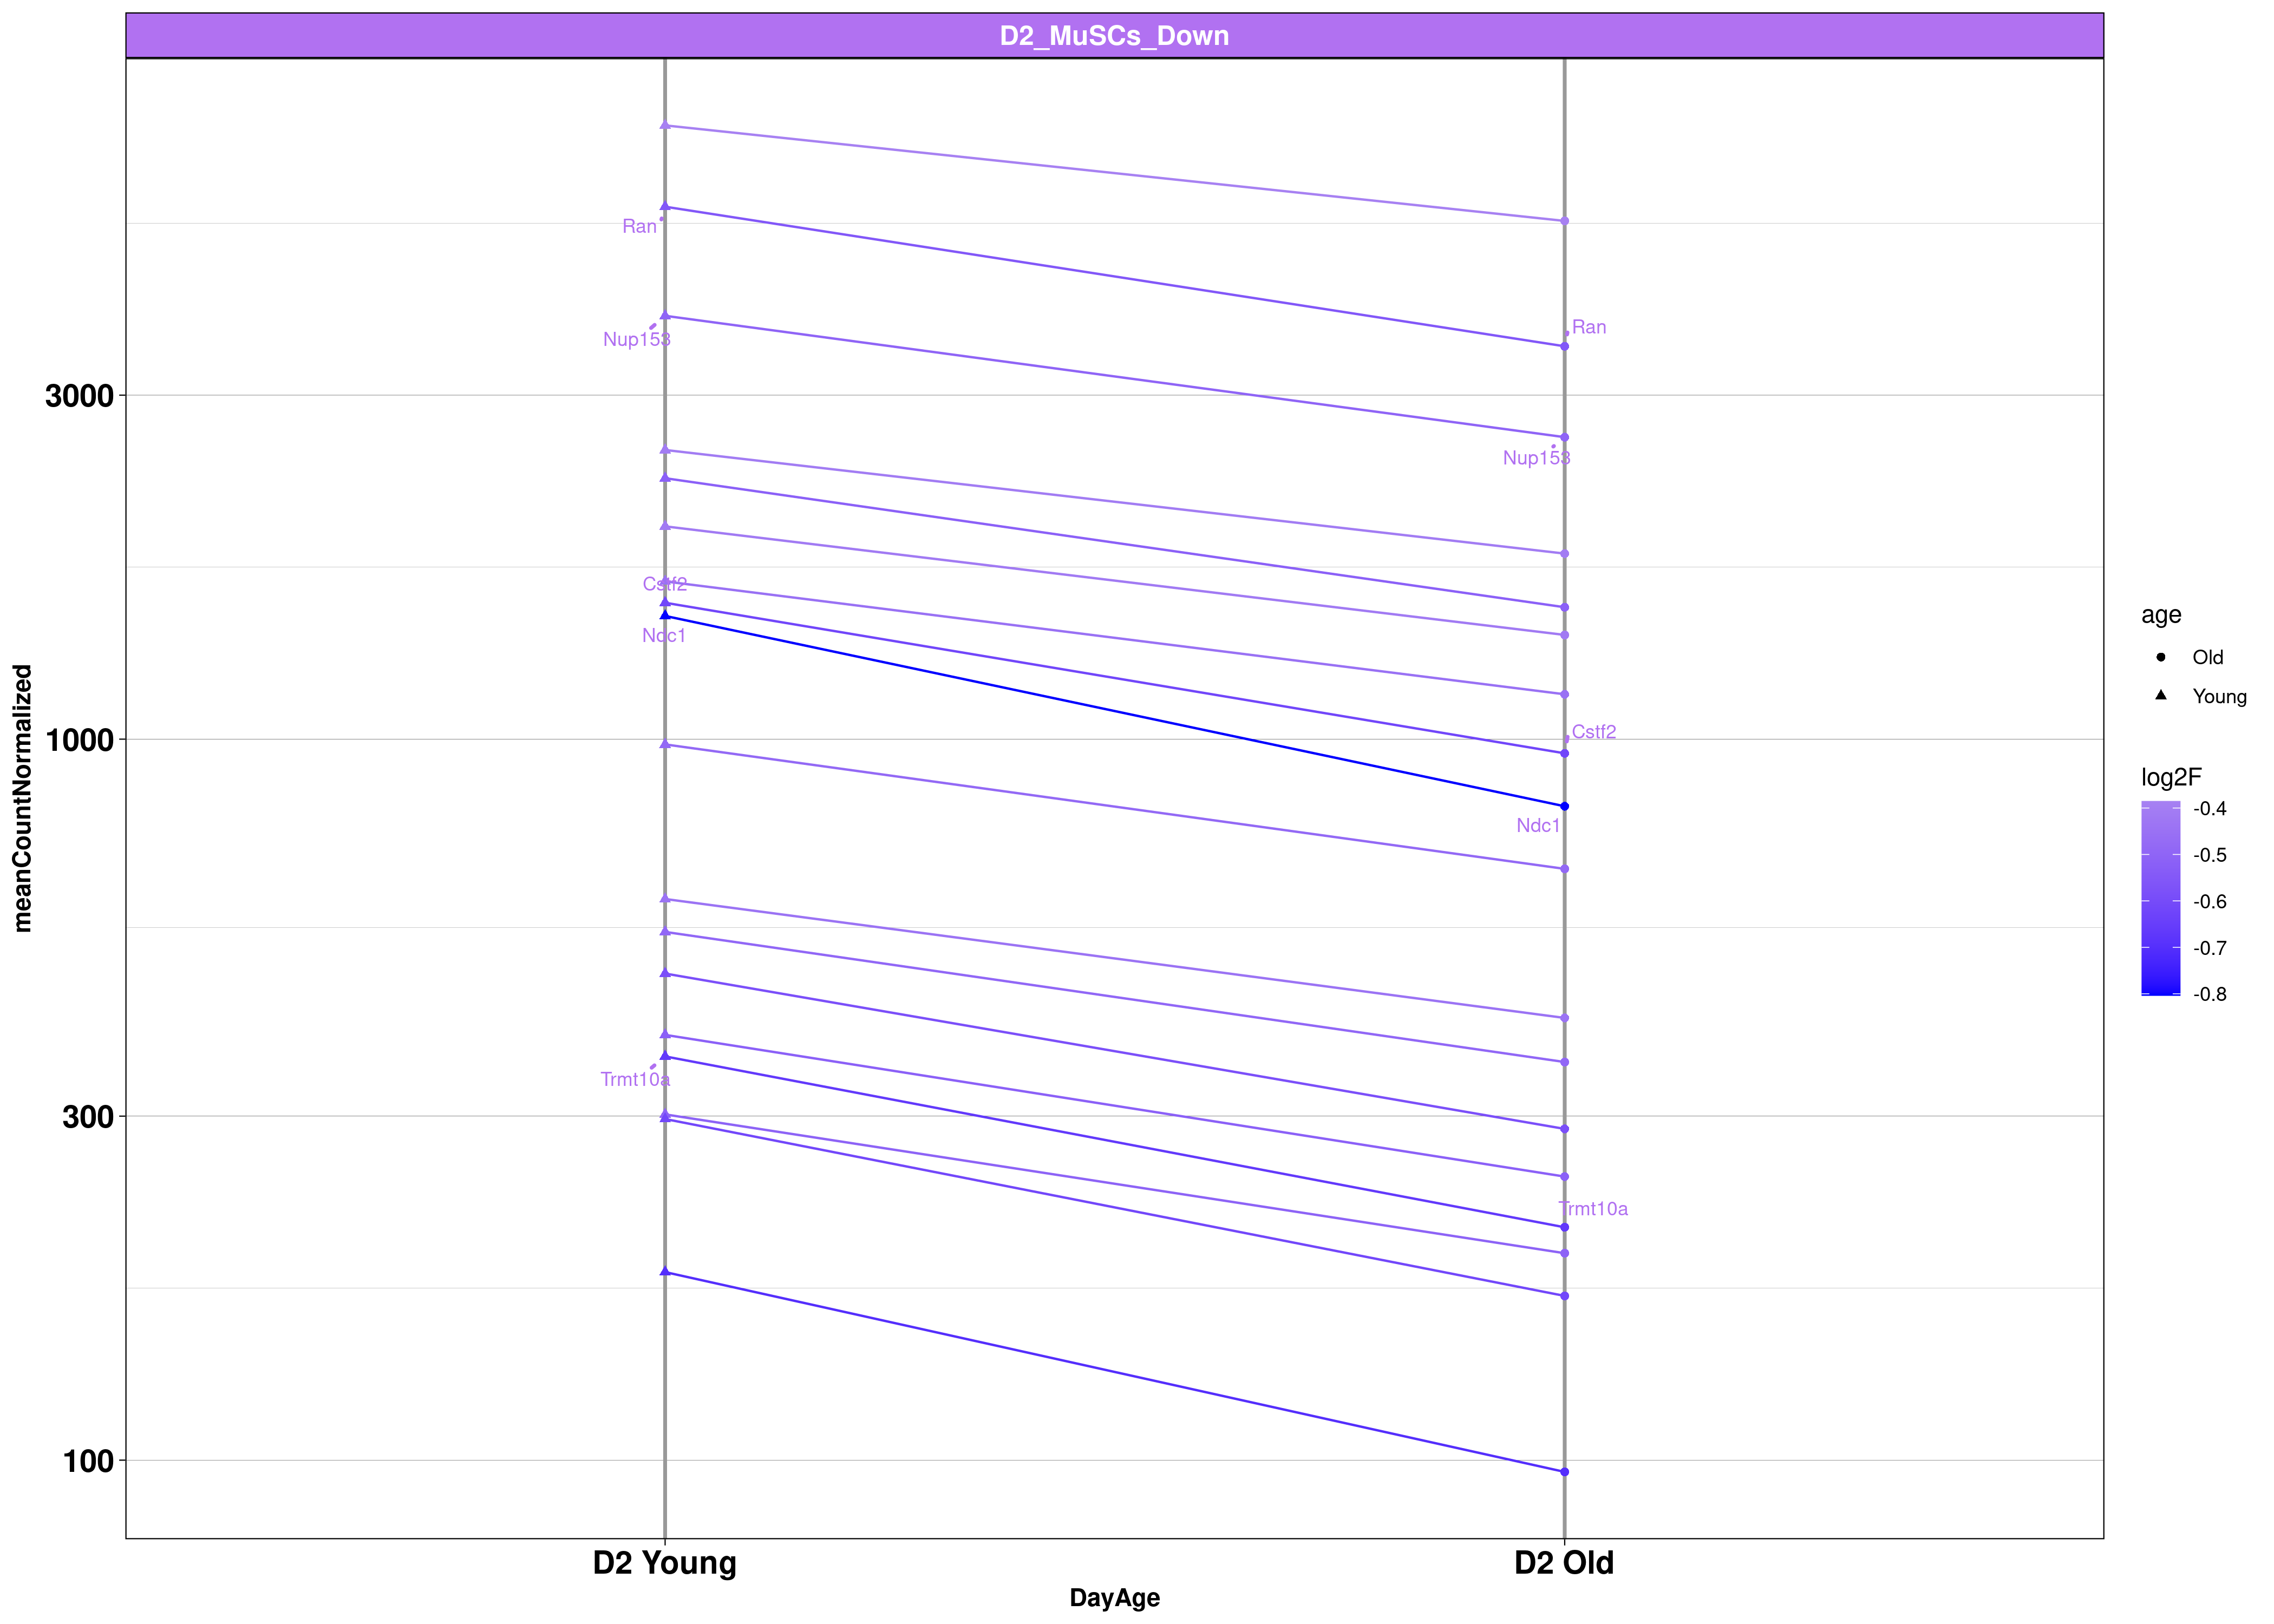 D2_MuSCs_Down
Ran
Ran
Nup153
3000
Nup153
Cstf2
Ndc1
1000
Cstf2
Ndc1
Trmt10a
300
Trmt10a
100
meanCountNormalized
D2 Young
D2 Old
DayAge
age
Old
Young
log2F
-0.4
-0.5
-0.6
-0.7
-0.8